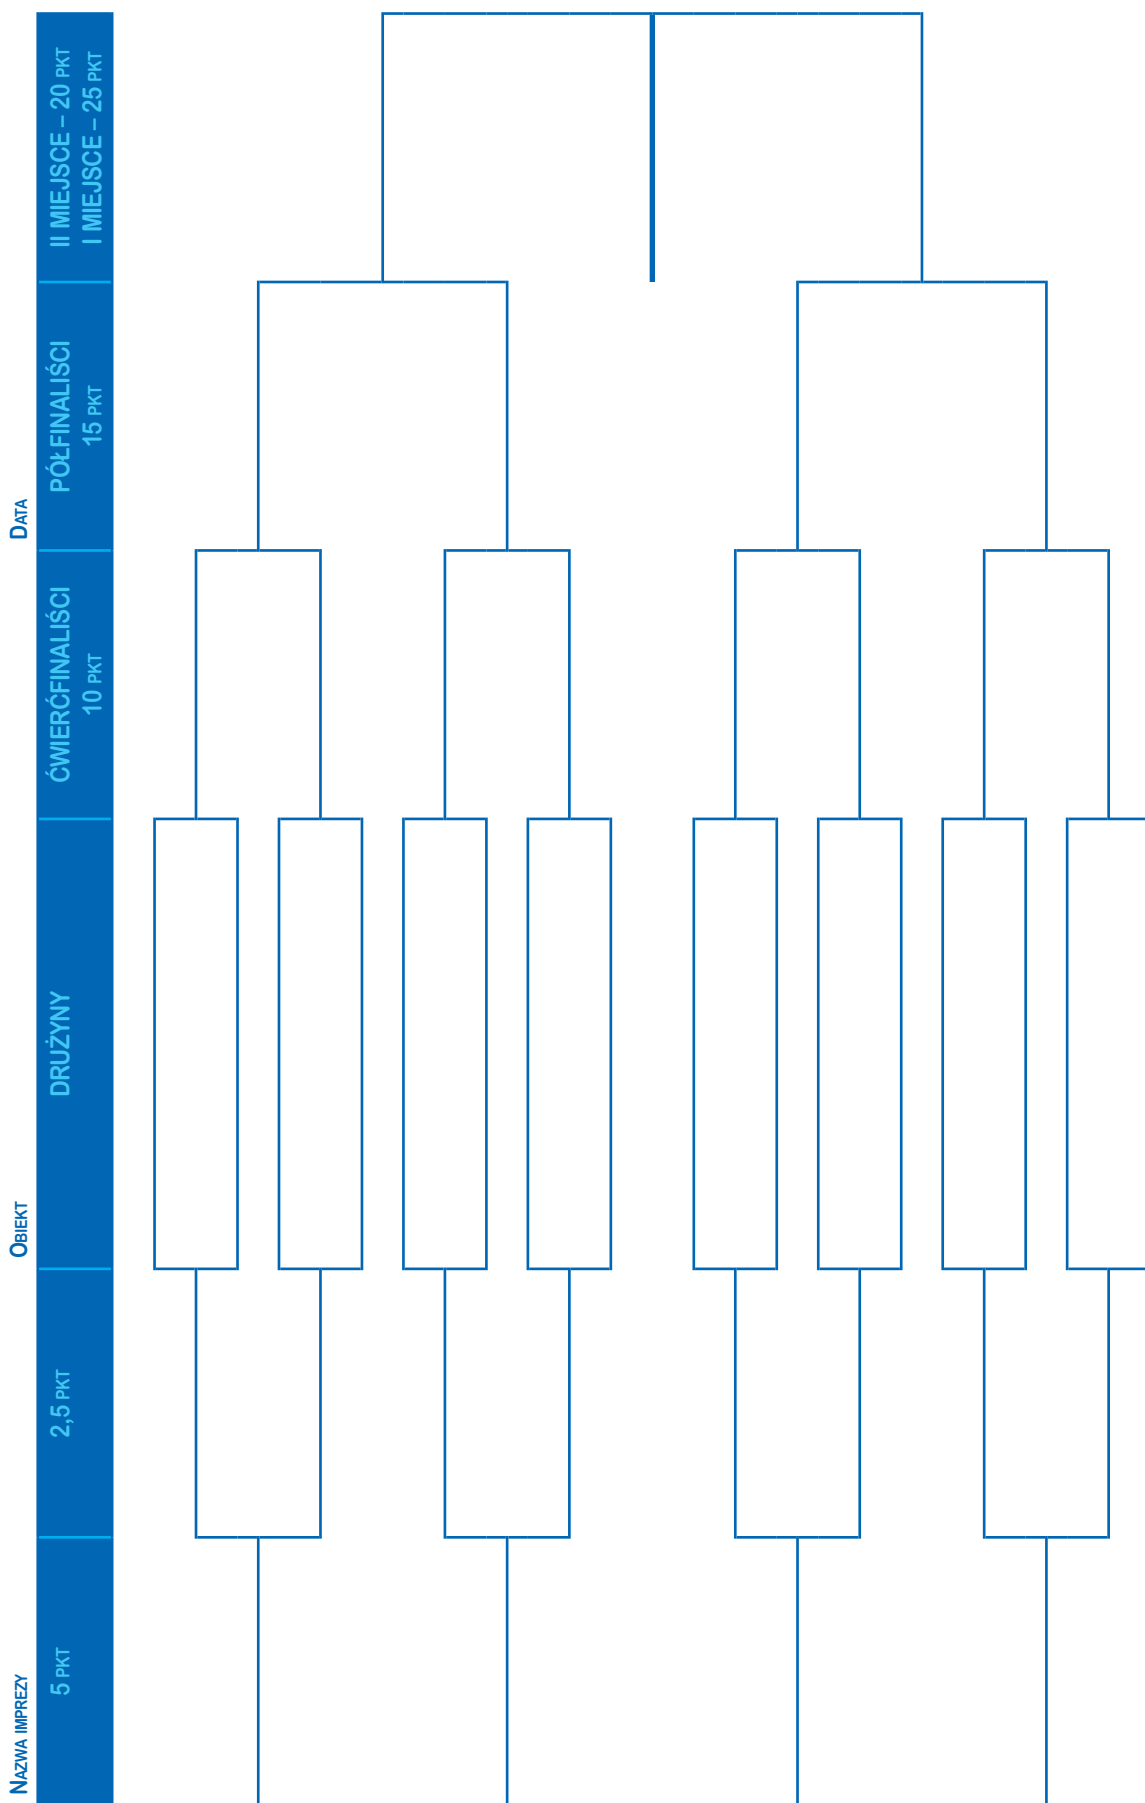 Nazwa imprezy
Obiekt
Data
5 pkt
2,5 pkt
DRUŻYNY
ĆWIERĆFINALIŚCI
10 pkt
PÓŁFINALIŚCI
15 pkt
II MIEJSCE – 20 pkt
I MIEJSCE – 25 pkt